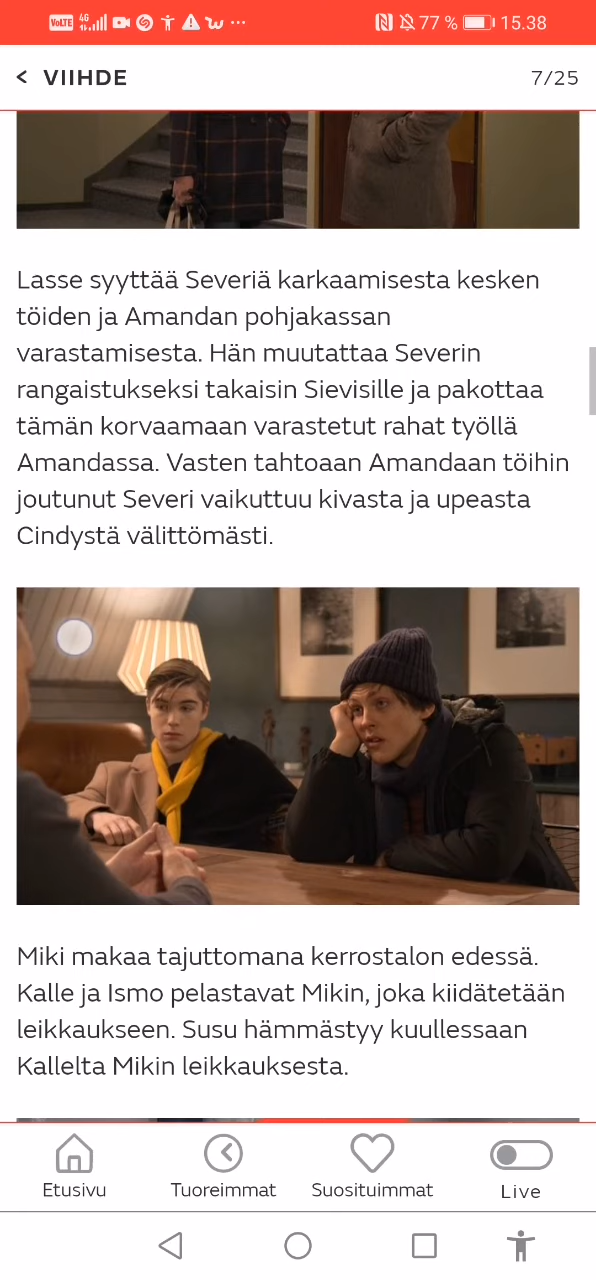 VoLTE 4G 77 % 15.38
< VIIHDE 7/25
Lasse syyttää Severiä karkaamisesta kesken
töiden ja Amandan pohjakassan
varastamisesta. Hän muutattaa Severin
rangaistukseksi takaisin Sievisille ja pakottaa
tämän korvaamaan varastetut rahat työllä
Amandassa. Vasten tahtoaan Amandaan töihin
joutunut Severi vaikuttuu kivasta ja upeasta
Cindystä välittömästi.
Miki makaa tajuttomana kerrostalon edessä.
Kalle ja Ismo pelastavat Mikin, joka kiidätetään
leikkaukseen. Susu hämmästyy kuullessaan
Kallelta Mikin leikkauksesta.
Etusivu Tuoreimmat Suosituimmat Live